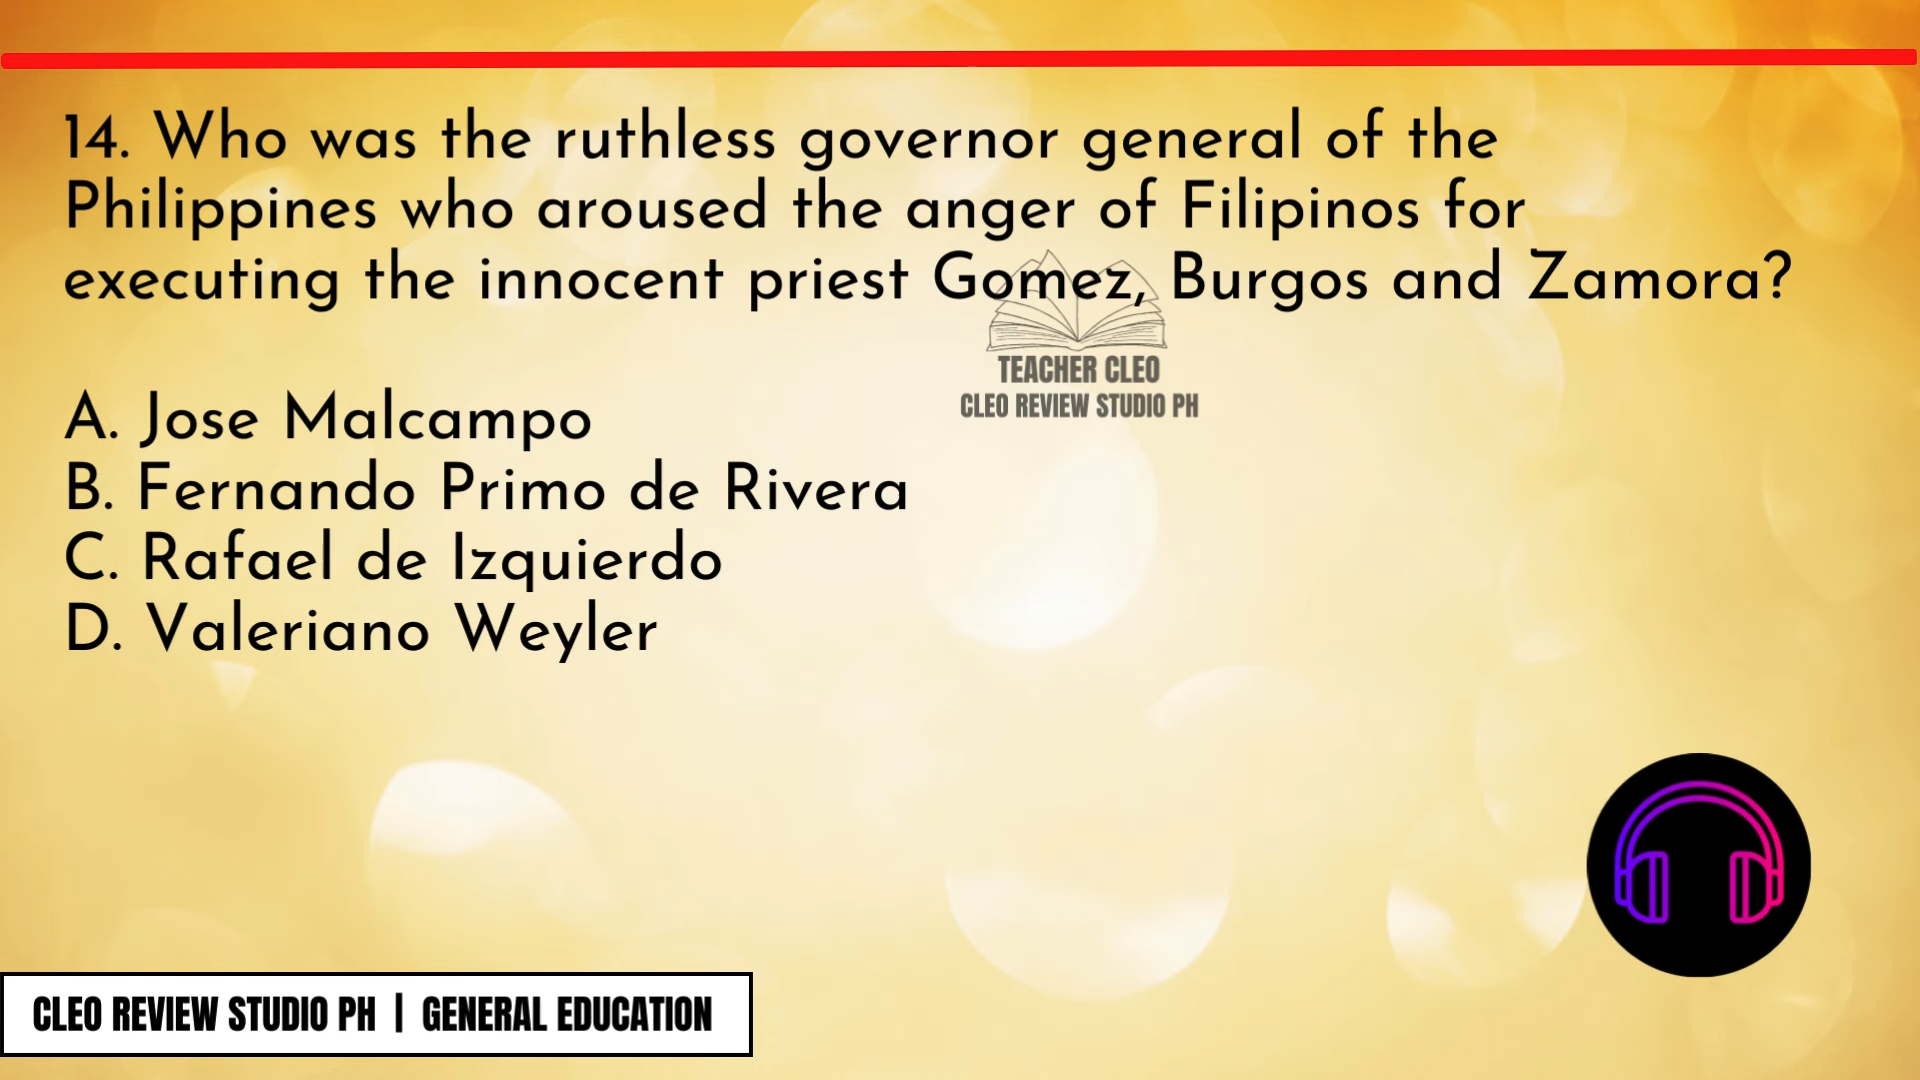 14. Who was the ruthless governor general of the
Philippines who aroused the anger of Filipinos for
executing the innocent priest Gomez, Burgos and Zamora?
TEACHER CLEO
CLEO REVIEW STUDIO PH
A. Jose Malcampo
B. Fernando Primo de Rivera
C. Rafael de Izquierdo
D. Valeriano Weyler
CLEO REVIEW STUDIO PH | GENERAL EDUCATION